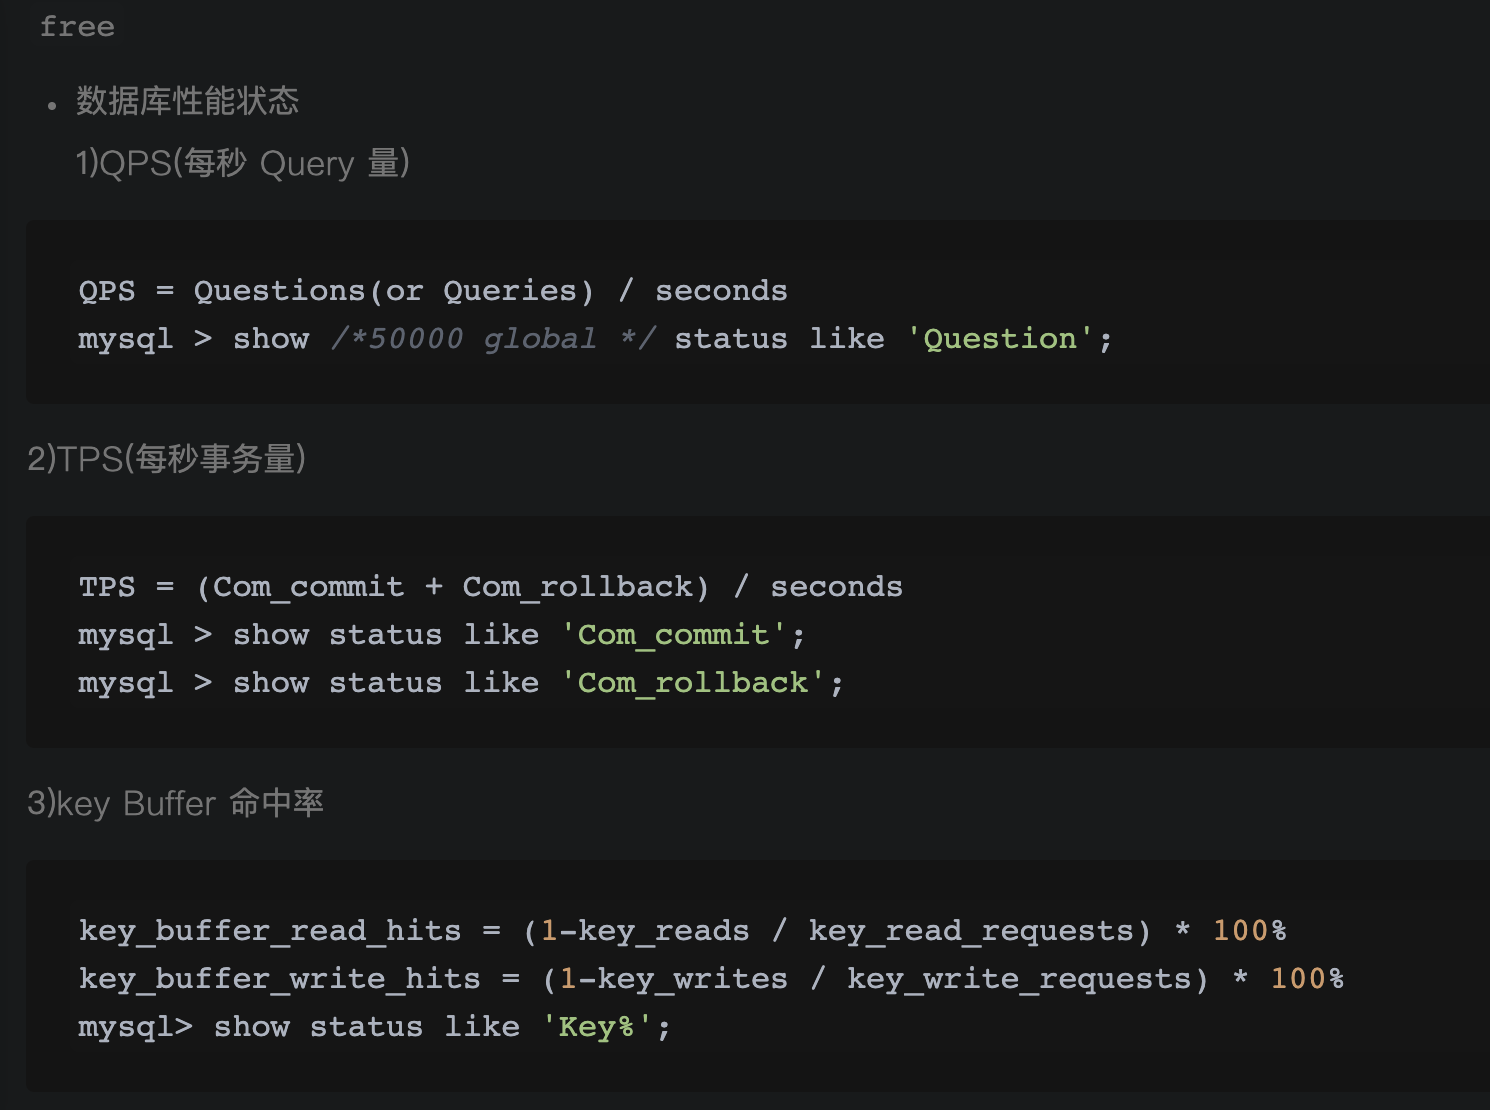 free
• 数据库性能状态
1)QPS(每秒 Query 量)
QPS = Questions(or Queries) / seconds
mysql > show /*50000 global */ status like 'Question';
2)TPS(每秒事务量)
TPS = (Com_commit + Com_rollback) / seconds
mysql > show status like 'Com_commit';
mysql > show status like 'Com_rollback';
3)key Buffer 命中率
key_buffer_read_hits = (1-key_reads / key_read_requests) * 100%
key_buffer_write_hits = (1-key_writes / key_write_requests) * 100%
mysql> show status like 'Key%';